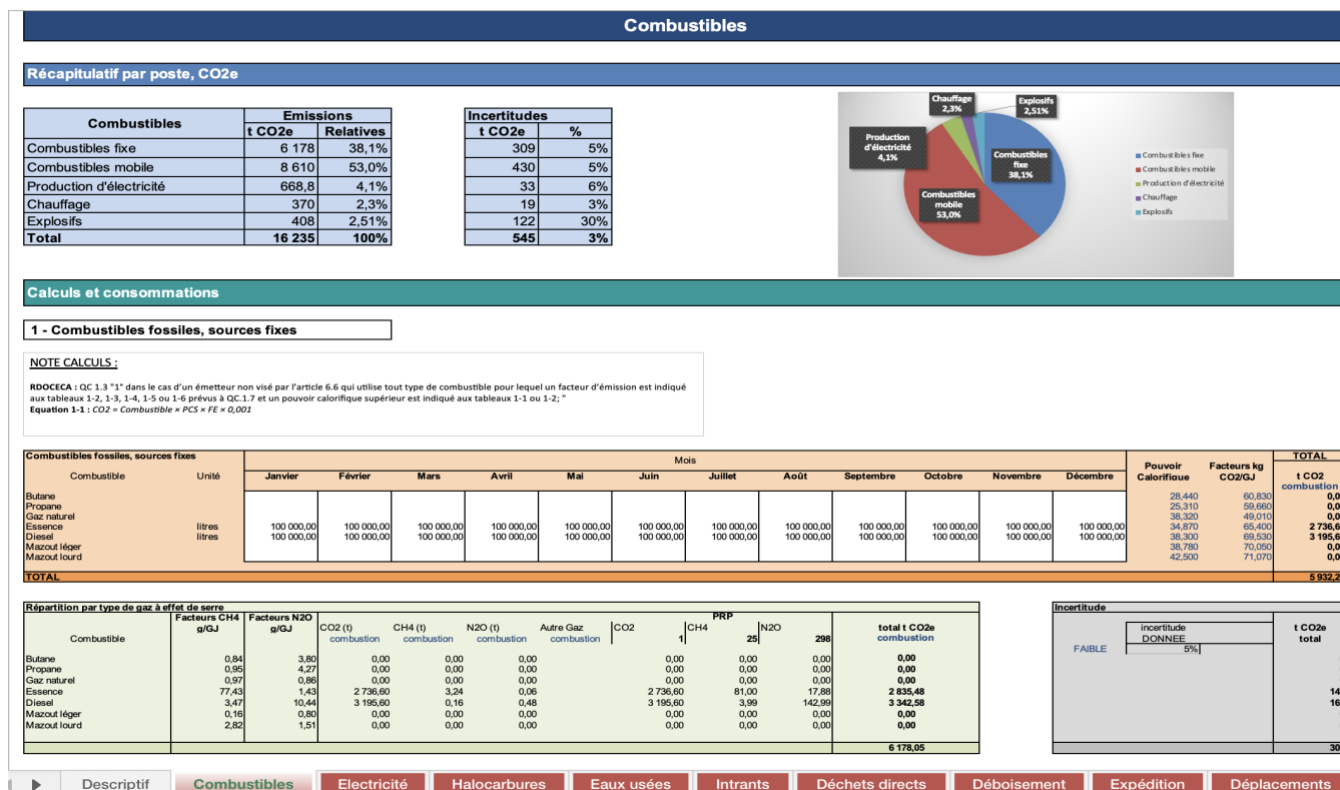 Combustibles
Récapitulatif par poste, CO2e
Combustibles Emissions Incertitudes
t CO2e Relatives t CO2e %
Combustibles fixe 6 178 38,1% 309 5%
Combustibles mobile 8 610 53,0% 430 5%
Production d'électricité 668,8 4,1% 33 6%
Chauffage 370 2,3% 19 3%
Explosifs 408 2,51% 122 30%
Total 16 235 100% 545 3%
Chauffage 2,3%
Explosifs 2,51%
Production d'électricité 4,1%
Combustibles fixe 38,1%
Combustibles mobile 53,0%
Combustibles fixe
Combustibles mobile
Production d'électricité
Chauffage
Explosifs
Calculs et consommations
1 - Combustibles fossiles, sources fixes
NOTE CALCULS :
RDOCECA : QC 1.3 "1" dans le cas d'un émetteur non visé par l'article 6.6 qui utilise tout type de combustible pour lequel un facteur d'émission est indiqué
aux tableaux 1-2, 1-3, 1-4, 1-5 ou 1-6 prévus à QC.1.7 et un pouvoir calorifique supérieur est indiqué aux tableaux 1-1 ou 1-2; "
Equation 1-1 : CO2 = Combustible × PCS × FE × 0,001
Combustibles fossiles, sources fixes Mois Pouvoir Calorifique Facteurs kg CO2/GJ TOTAL
Combustible Unité Janvier Février Mars Avril Mai Juin Juillet Août Septembre Octobre Novembre Décembre t CO2
combustion
Butane 28,440 60,830 0,0
Propane 25,310 59,660 0,0
Gaz naturel 38,320 49,010 0,0
Essence litres 100 000,00 100 000,00 100 000,00 100 000,00 100 000,00 100 000,00 100 000,00 100 000,00 100 000,00 100 000,00 100 000,00 100 000,00 34,870 65,400 2 736,6
Diesel litres 100 000,00 100 000,00 100 000,00 100 000,00 100 000,00 100 000,00 100 000,00 100 000,00 100 000,00 100 000,00 100 000,00 100 000,00 38,300 69,530 3 195,6
Mazout léger 38,780 70,050 0,0
Mazout lourd 42,500 71,070 0,0
TOTAL 5 932,2
Répartition par type de gaz à effet de serre
Combustible Facteurs CH4 g/GJ Facteurs N2O g/GJ CO2 (t) combustion CH4 (t) combustion N2O (t) combustion Autre Gaz combustion PRP CO2 1 CH4 25 N2O 298 total t CO2e combustion
Butane 0,84 3,80 0,00 0,00 0,00 0,00 0,00 0,00 0,00
Propane 0,95 4,27 0,00 0,00 0,00 0,00 0,00 0,00 0,00
Gaz naturel 0,97 0,86 0,00 0,00 0,00 0,00 0,00 0,00 0,00
Essence 77,43 1,43 2 736,60 3,24 0,06 2 736,60 81,00 17,88 2 835,48
Diesel 3,47 10,44 3 195,60 0,16 0,48 3 195,60 3,99 142,99 3 342,58
Mazout léger 0,16 0,80 0,00 0,00 0,00 0,00 0,00 0,00 0,00
Mazout lourd 2,82 1,51 0,00 0,00 0,00 0,00 0,00 0,00 0,00
6 178,05
Incertitude
incertitude t CO2e
DONNEE total
FAIBLE 5%
14
16
30
Descriptif Combustibles Electricité Halocarbures Eaux usées Intrants Déchets directs Déboisement Expédition Déplacements